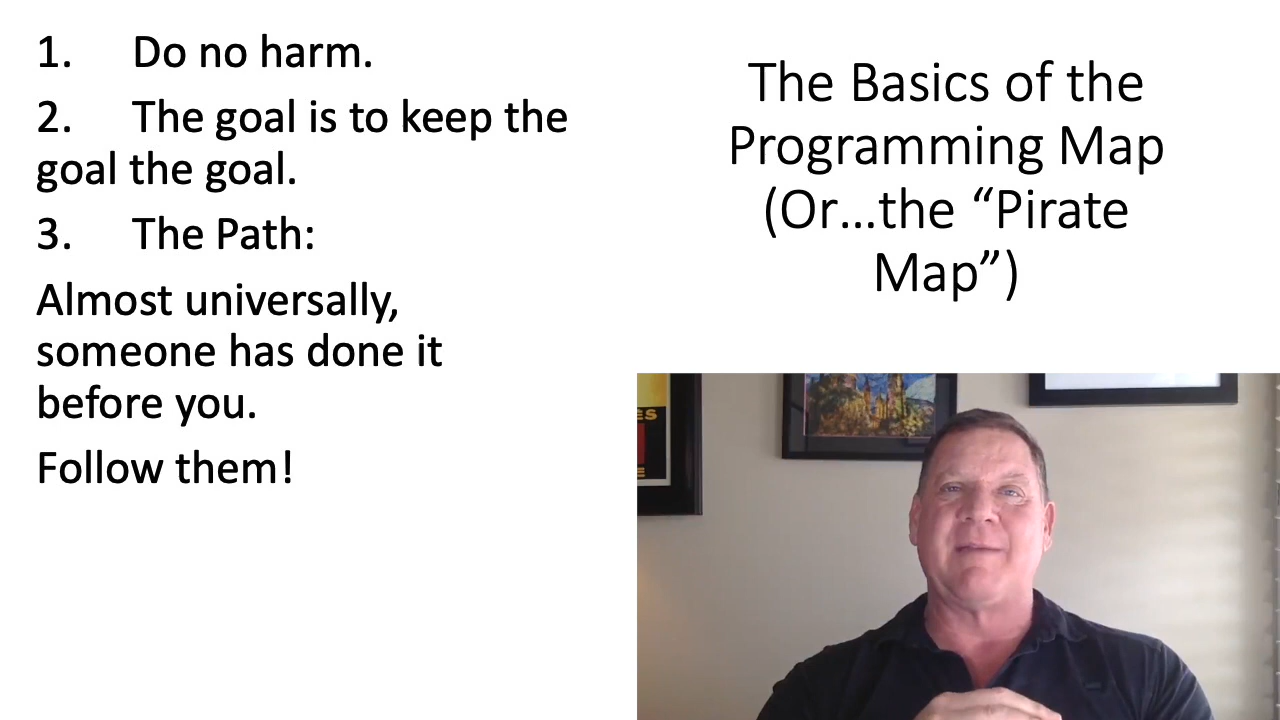 1. Do no harm.
2. The goal is to keep the
goal the goal.
3. The Path:
Almost universally,
someone has done it
before you.
Follow them!
The Basics of the
Programming Map
(Or...the “Pirate
Map”)